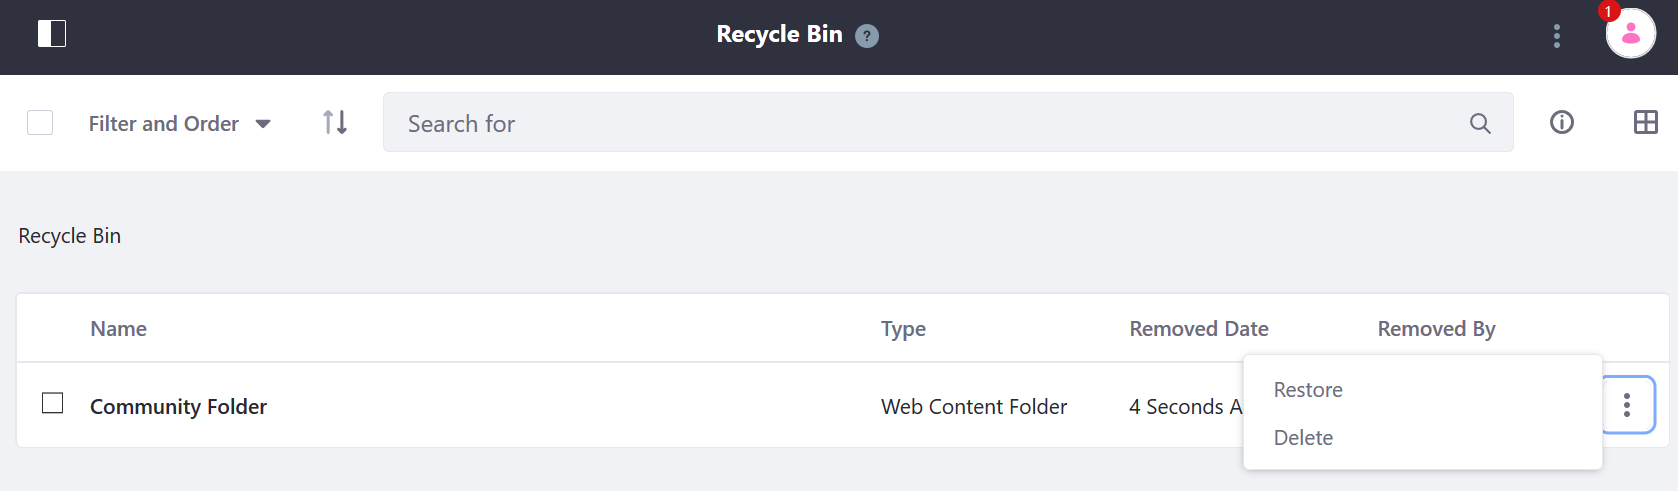 Recycle Bin ?
1
Filter and Order
Search for
Recycle Bin
Name Type Removed Date Removed By
Community Folder Web Content Folder 4 Seconds A
Restore
Delete